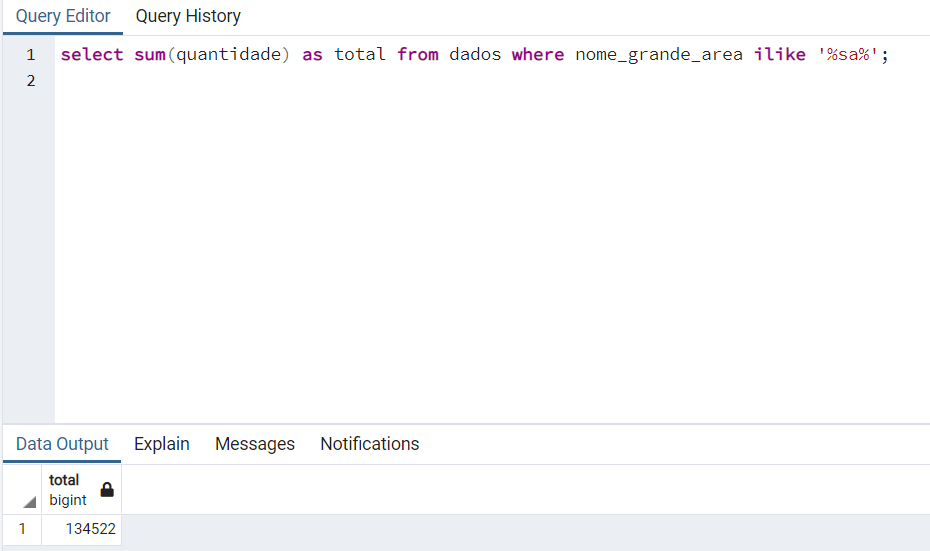 Query Editor Query History
1 select sum(quantidade) as total from dados where nome_grande_area ilike '%sa%';
2
Data Output Explain Messages Notifications
total
bigint
1 134522